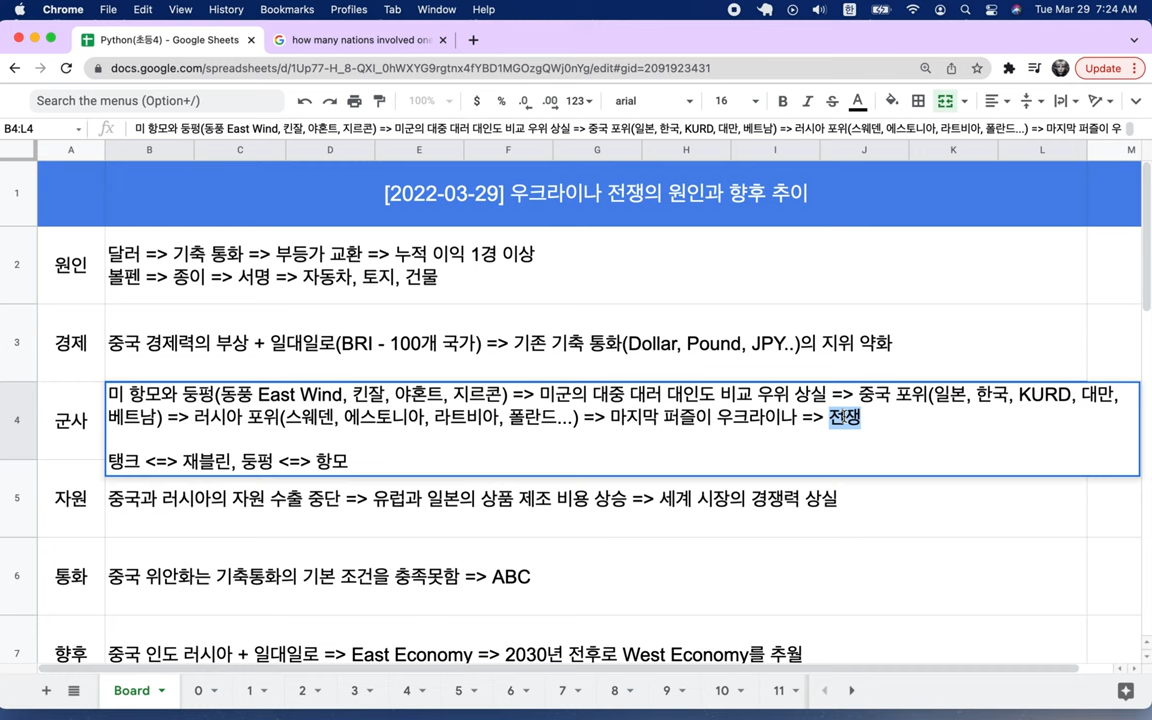 Chrome File Edit View History Bookmarks Profiles Tab Window Help 한 Tue Mar 29 7:24 AM
Python(초등4) - Google Sheets how many nations involved one
docs.google.com/spreadsheets/d/1Up77-H_8-QXI_0hWXYG9rgtnx4fYBD1MGOzgQWj0nYg/edit#gid=2091923431 Update
Search the menus (Option+/) 100% $ % .0 .00 123 arial 16 B I S A
B4:L4 fx 미 항모와 둥펑(동풍 East Wind, 킨잘, 야혼트, 지르콘) => 미군의 대중 대러 대인도 비교 우위 상실 => 중국 포위(일본, 한국, KURD, 대만, 베트남) => 러시아 포위(스웨덴, 에스토니아, 라트비아, 폴란드...) => 마지막 퍼즐이 우
A B C D E F G H I J K L M
1 [2022-03-29] 우크라이나 전쟁의 원인과 향후 추이
2 원인 달러 => 기축 통화 => 부등가 교환 => 누적 이익 1경 이상
볼펜 => 종이 => 서명 => 자동차, 토지, 건물
3 경제 중국 경제력의 부상 + 일대일로(BRI - 100개 국가) => 기존 기축 통화(Dollar, Pound, JPY..)의 지위 약화
4 군사 미 항모와 둥펑(동풍 East Wind, 킨잘, 야혼트, 지르콘) => 미군의 대중 대러 대인도 비교 우위 상실 => 중국 포위(일본, 한국, KURD, 대만,
베트남) => 러시아 포위(스웨덴, 에스토니아, 라트비아, 폴란드...) => 마지막 퍼즐이 우크라이나 => 전쟁
탱크 <=> 재블린, 둥펑 <=> 항모
5 자원 중국과 러시아의 자원 수출 중단 => 유럽과 일본의 상품 제조 비용 상승 => 세계 시장의 경쟁력 상실
6 통화 중국 위안화는 기축통화의 기본 조건을 충족못함 => ABC
7 향후 중국 인도 러시아 + 일대일로 => East Economy => 2030년 전후로 West Economy를 추월
Board 0 1 2 3 4 5 6 7 8 9 10 11